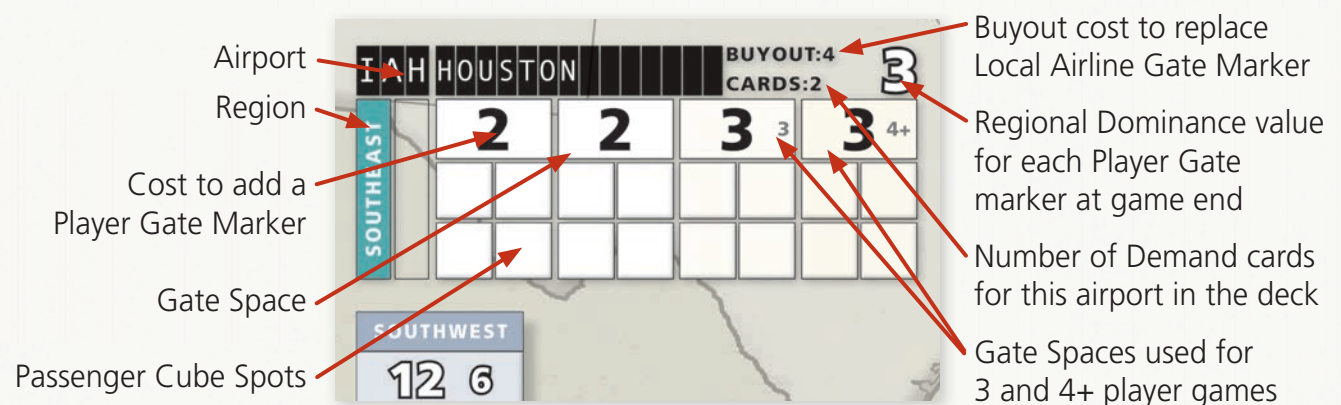 Airport
Region
Cost to add a
Player Gate Marker
Gate Space
Passenger Cube Spots
IAH HOUSTON
BUYOUT:4
CARDS:2
3
SOUTHEAST
2 2 3 3 3 4+
SOUTHWEST
12 6
Buyout cost to replace
Local Airline Gate Marker
Regional Dominance value
for each Player Gate
marker at game end
Number of Demand cards
for this airport in the deck
Gate Spaces used for
3 and 4+ player games